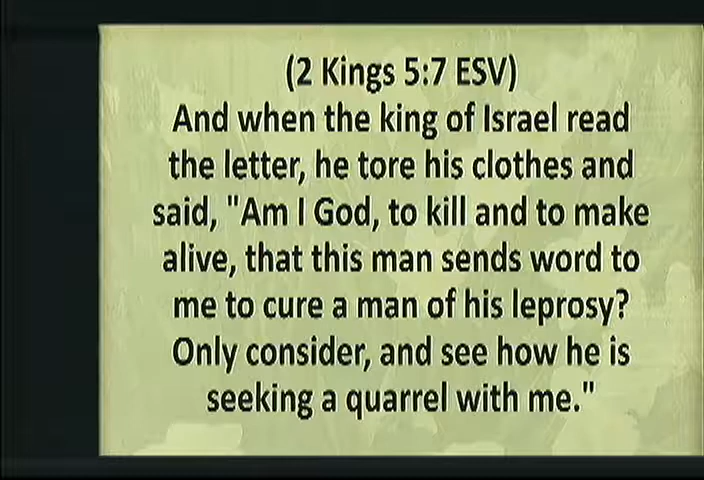 (2 Kings 5:7 ESV)
And when the king of Israel read
the letter, he tore his clothes and
said, "Am I God, to kill and to make
alive, that this man sends word to
me to cure a man of his leprosy?
Only consider, and see how he is
seeking a quarrel with me."